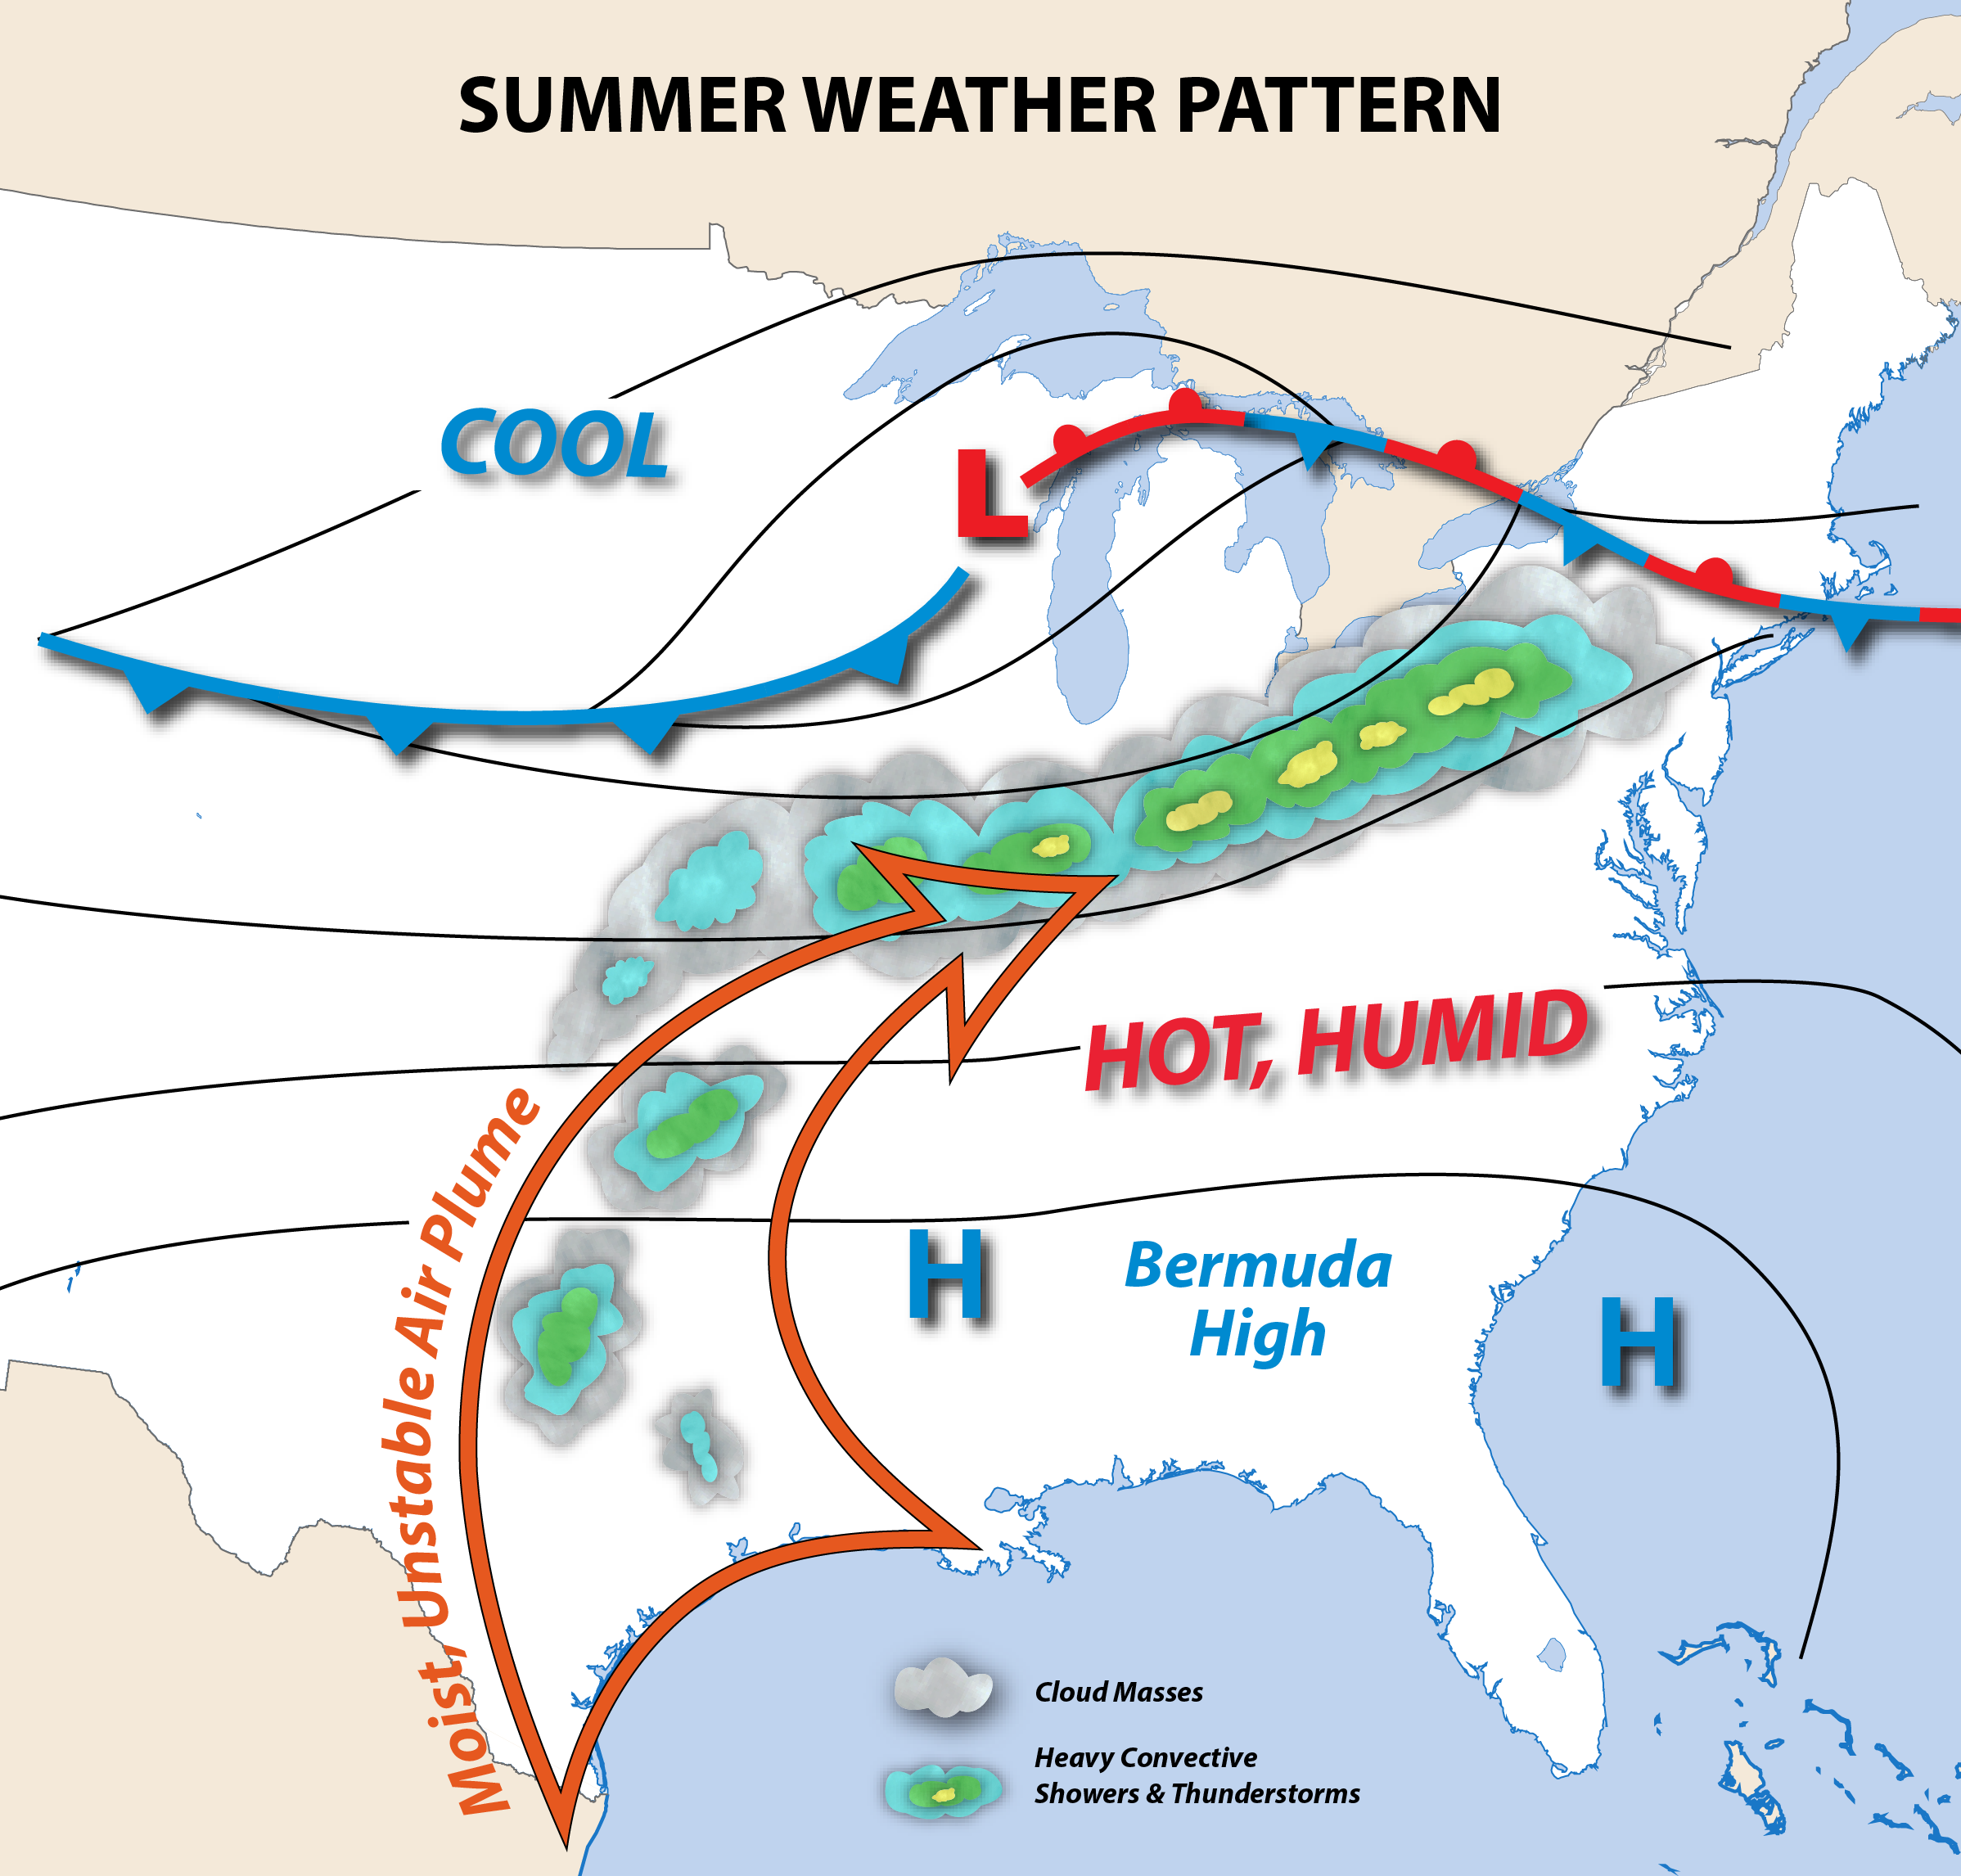 SUMMER WEATHER PATTERN
COOL
L
HOT, HUMID
Moist, Unstable Air Plume
H
Bermuda
High
H
Cloud Masses
Heavy Convective
Showers & Thunderstorms